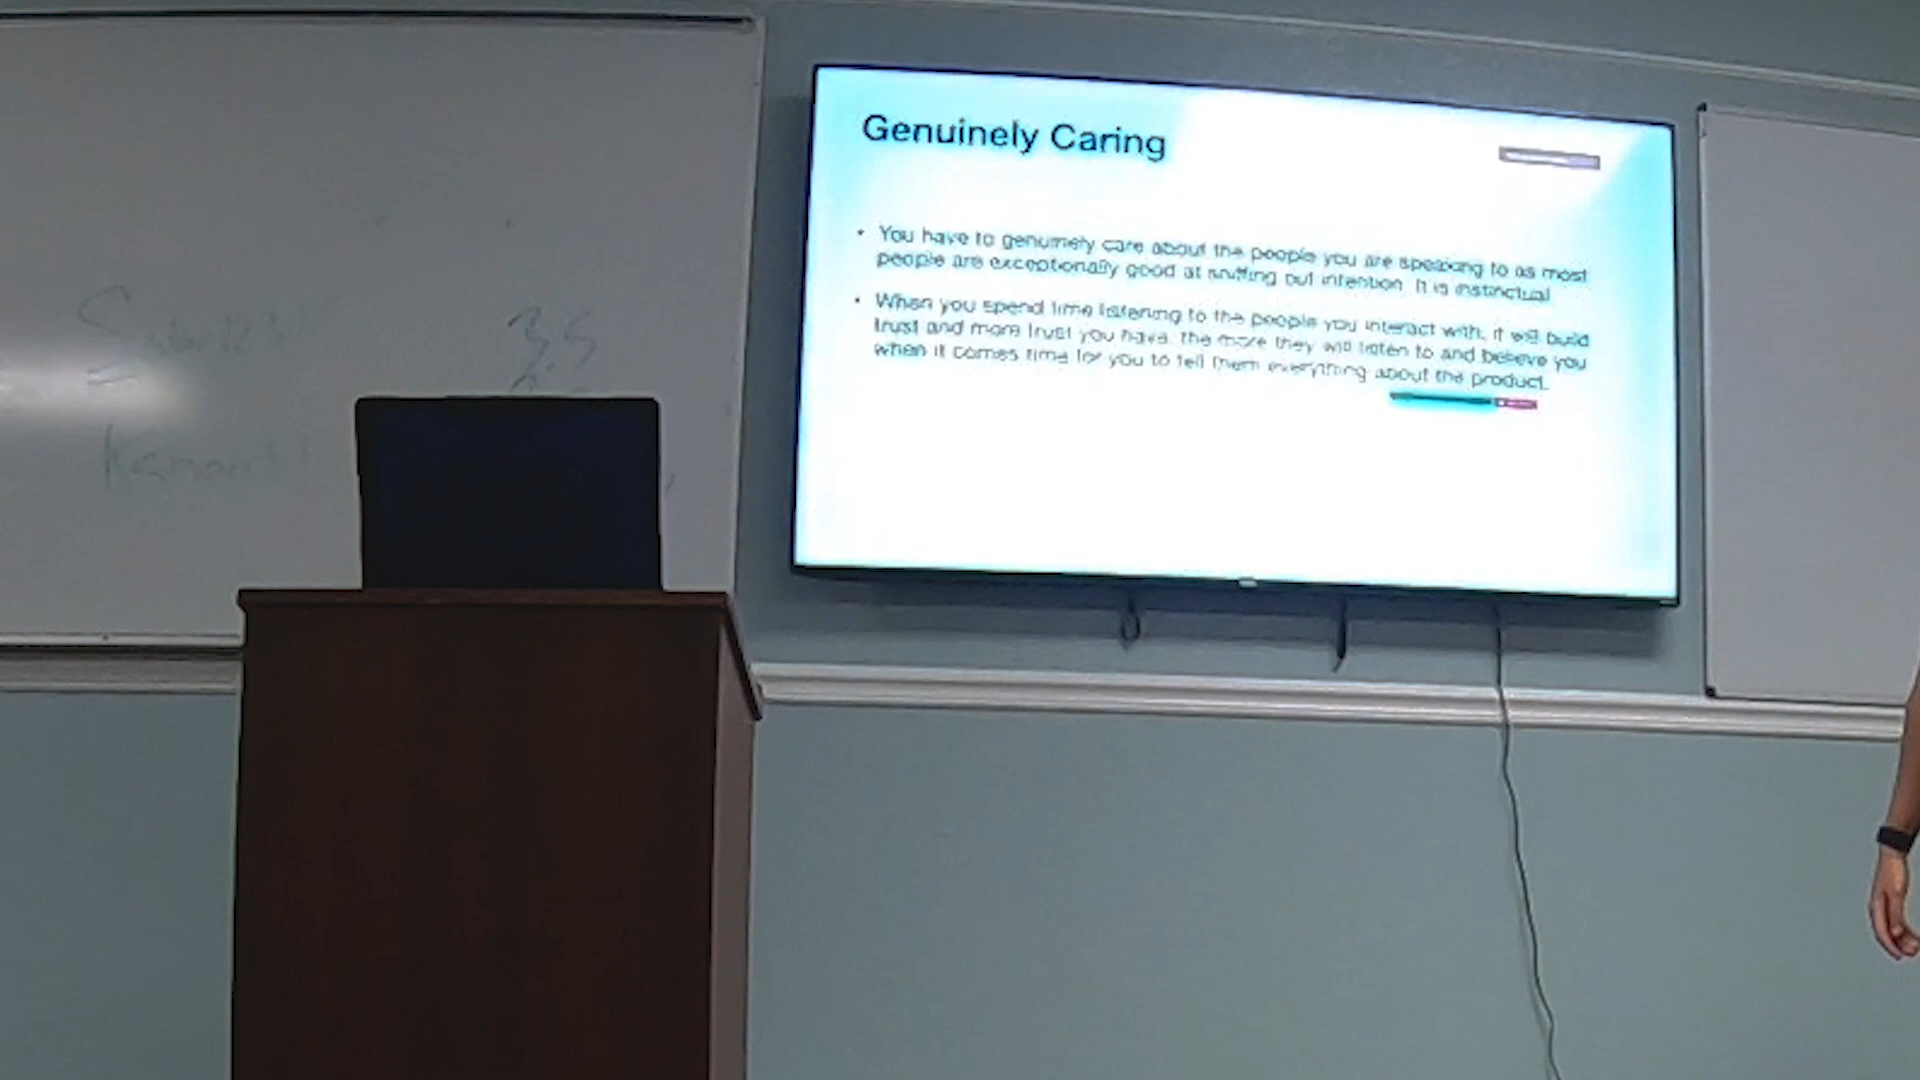 Genuinely Caring
• You have to genuinely care about the people you are speaking to as most
people are exceptionally good at sniffing out intention. It is instinctual
• When you spend time listening to the people you interact with, it will build
trust and more trust you have, the more they will listen to and believe you
when it comes time for you to tell them everything about the product.